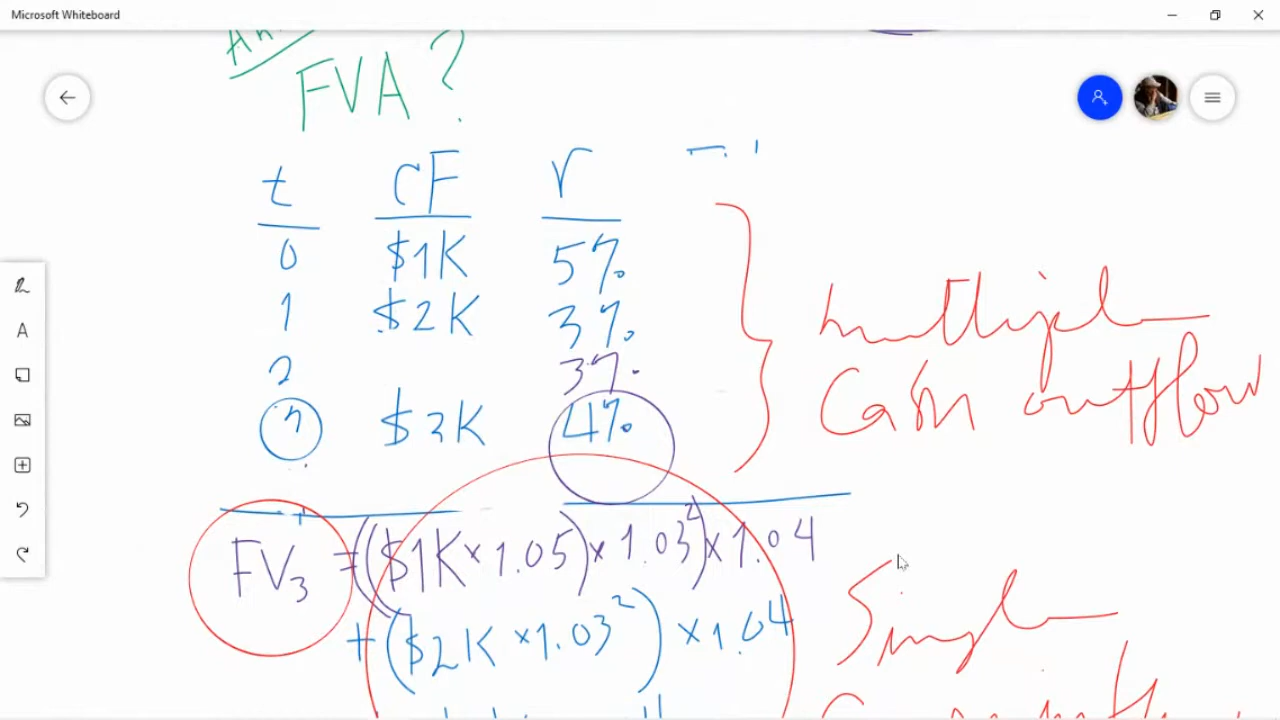 Microsoft Whiteboard
FVA?
t CF r
0 $1K 5%
1 $2K 3%
2 3%
3 $3K 4%
Multiple
Cash outflow
FV3 = (($1K × 1.05) × 1.03²) × 1.04
+ ($2K × 1.03²) × 1.04
Single
A